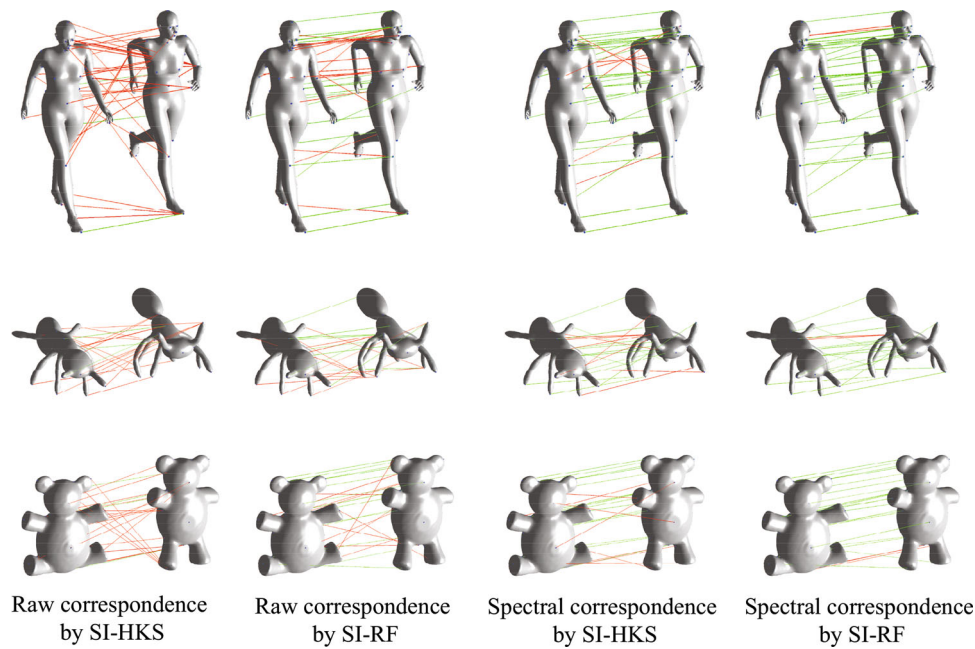 Raw correspondence
by SI-HKS
Raw correspondence
by SI-RF
Spectral correspondence
by SI-HKS
Spectral correspondence
by SI-RF